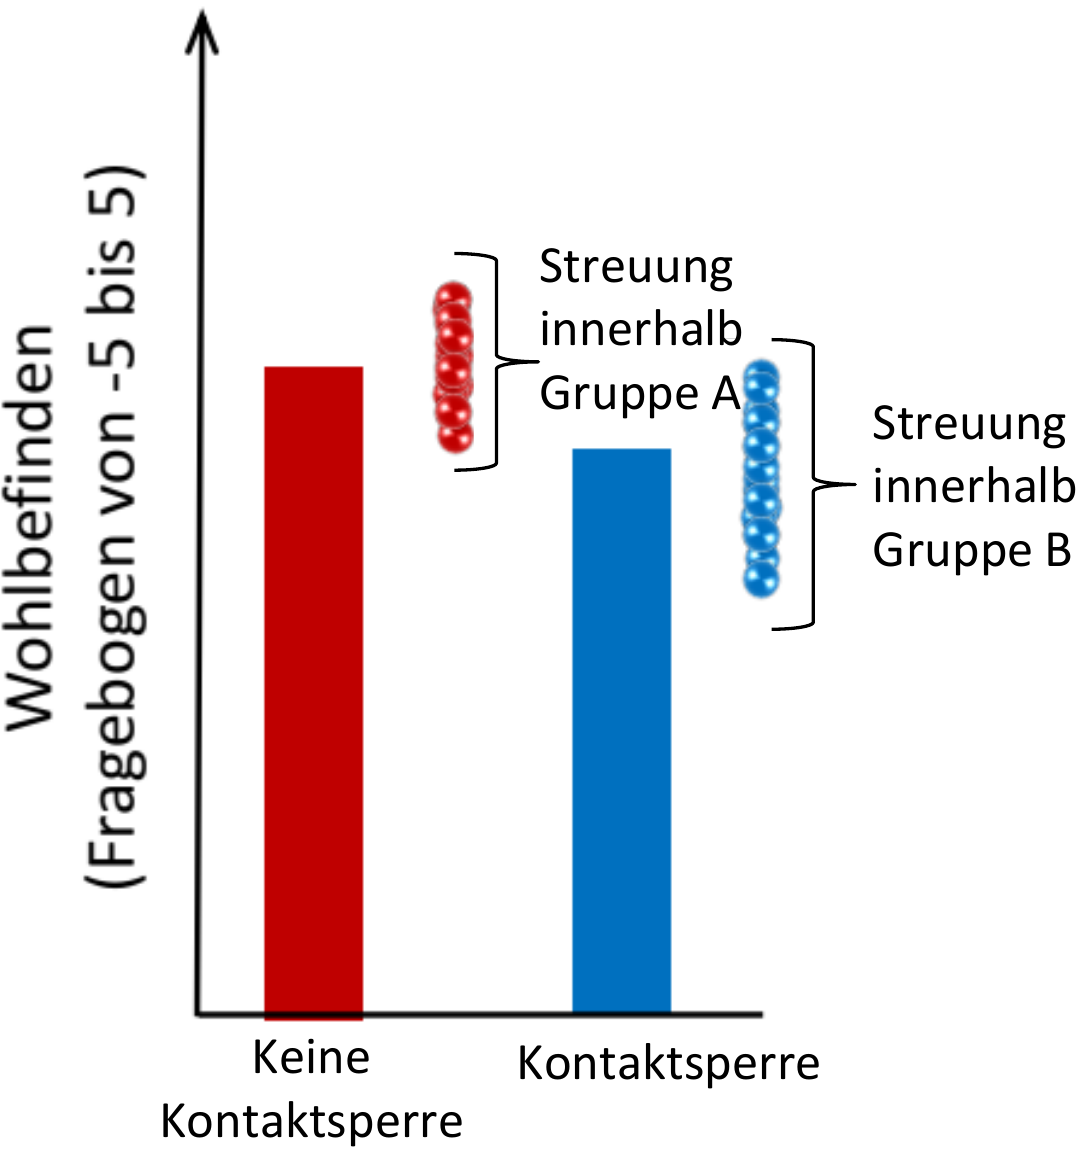 Wohlbefinden
(Fragebogen von -5 bis 5)
Streuung
innerhalb
Gruppe A
Streuung
innerhalb
Gruppe B
Keine
Kontaktsperre
Kontaktsperre